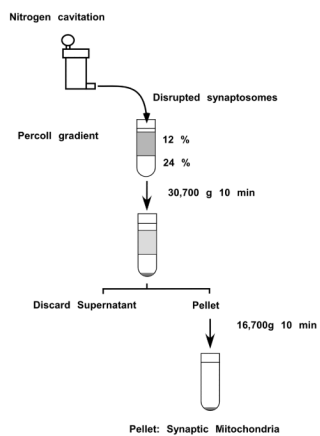 Nitrogen cavitation
Disrupted synaptosomes
Percoll gradient
12 %
24 %
30,700 g 10 min
Discard Supernatant
Pellet
16,700g 10 min
Pellet: Synaptic Mitochondria